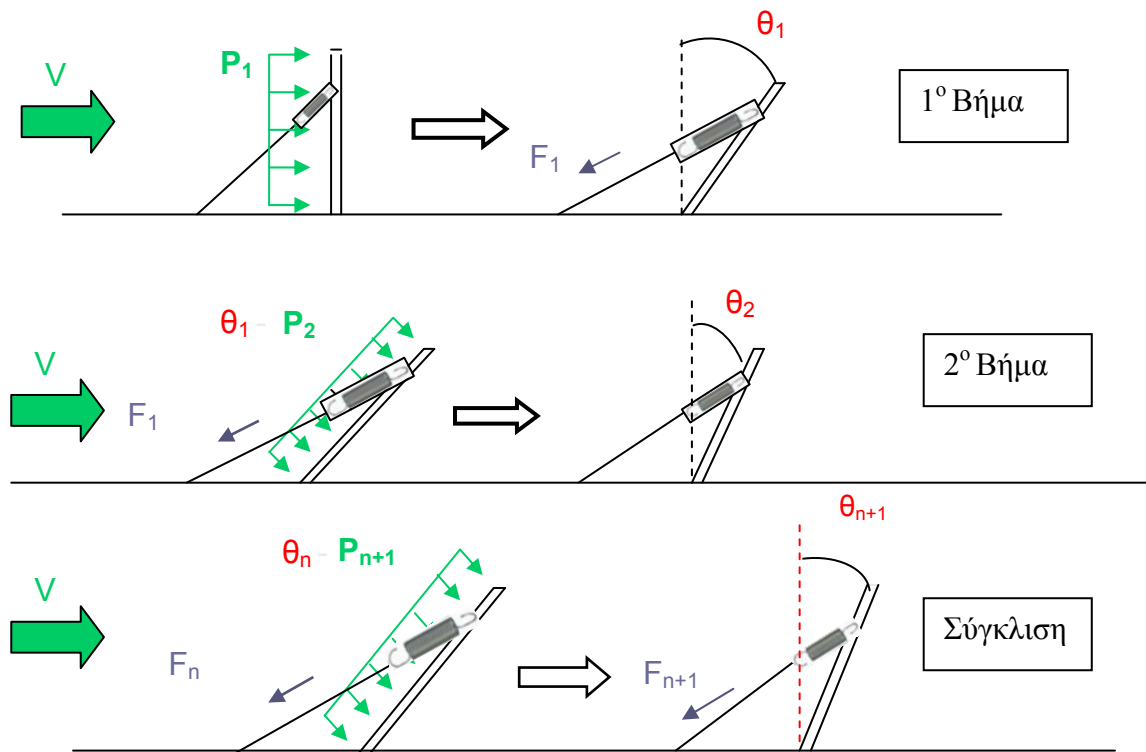 θ1
V
P1
1ο Βήμα
F1
θ1 - P2
θ2
V
2ο Βήμα
F1
θn+1
θn - Pn+1
V
Σύγκλιση
Fn
Fn+1